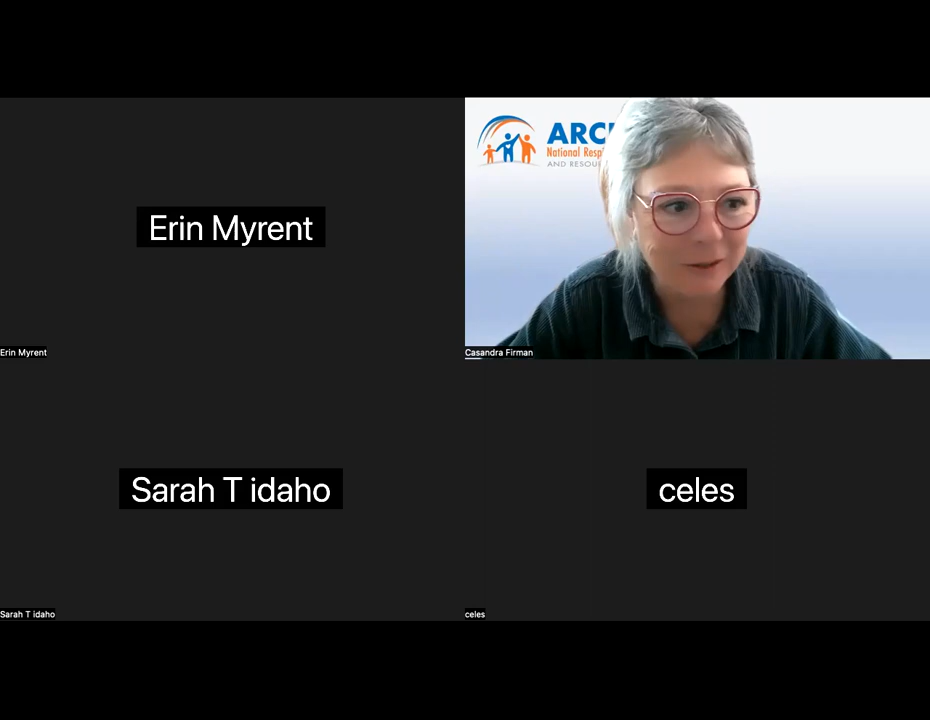 Erin Myrent
Erin Myrent
ARC
National Resp
AND RESOU
Casandra Firman
Sarah T idaho
Sarah T idaho
celes
celes